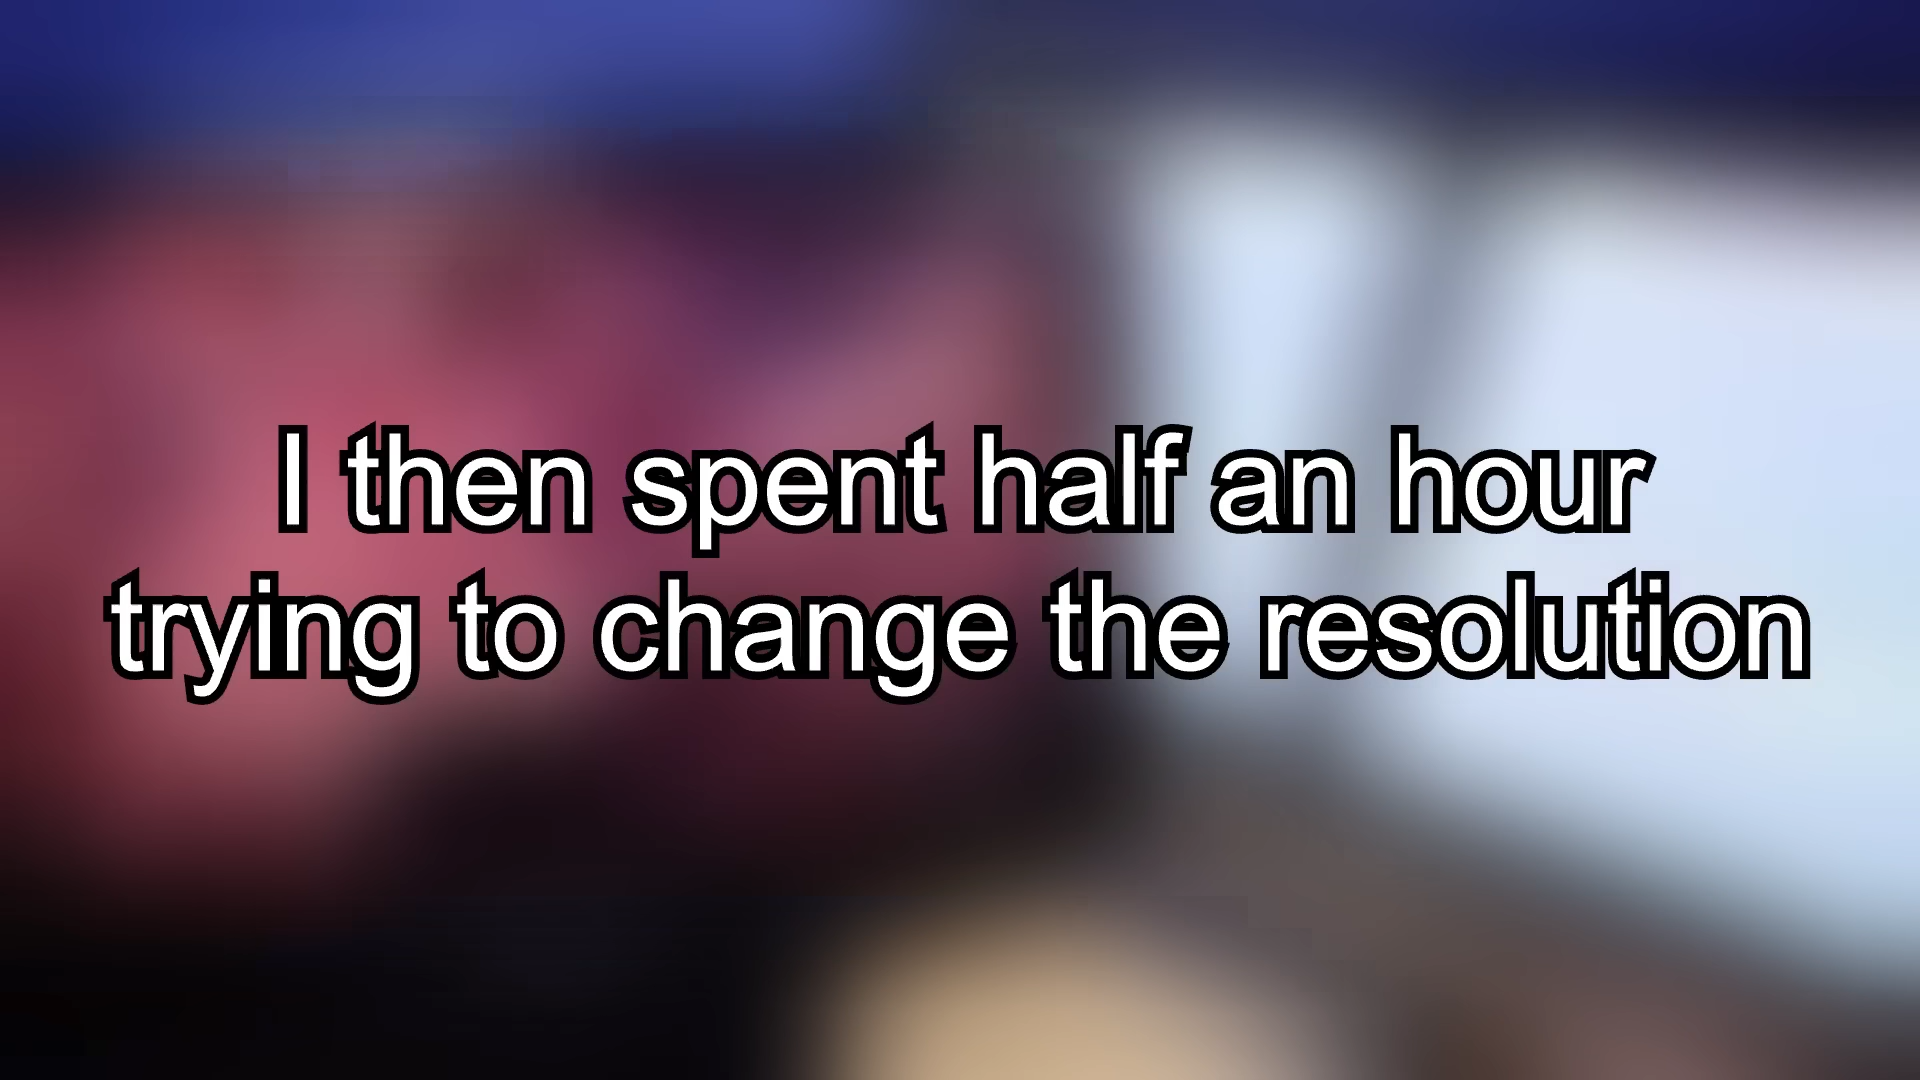 I then spent half an hour
trying to change the resolution